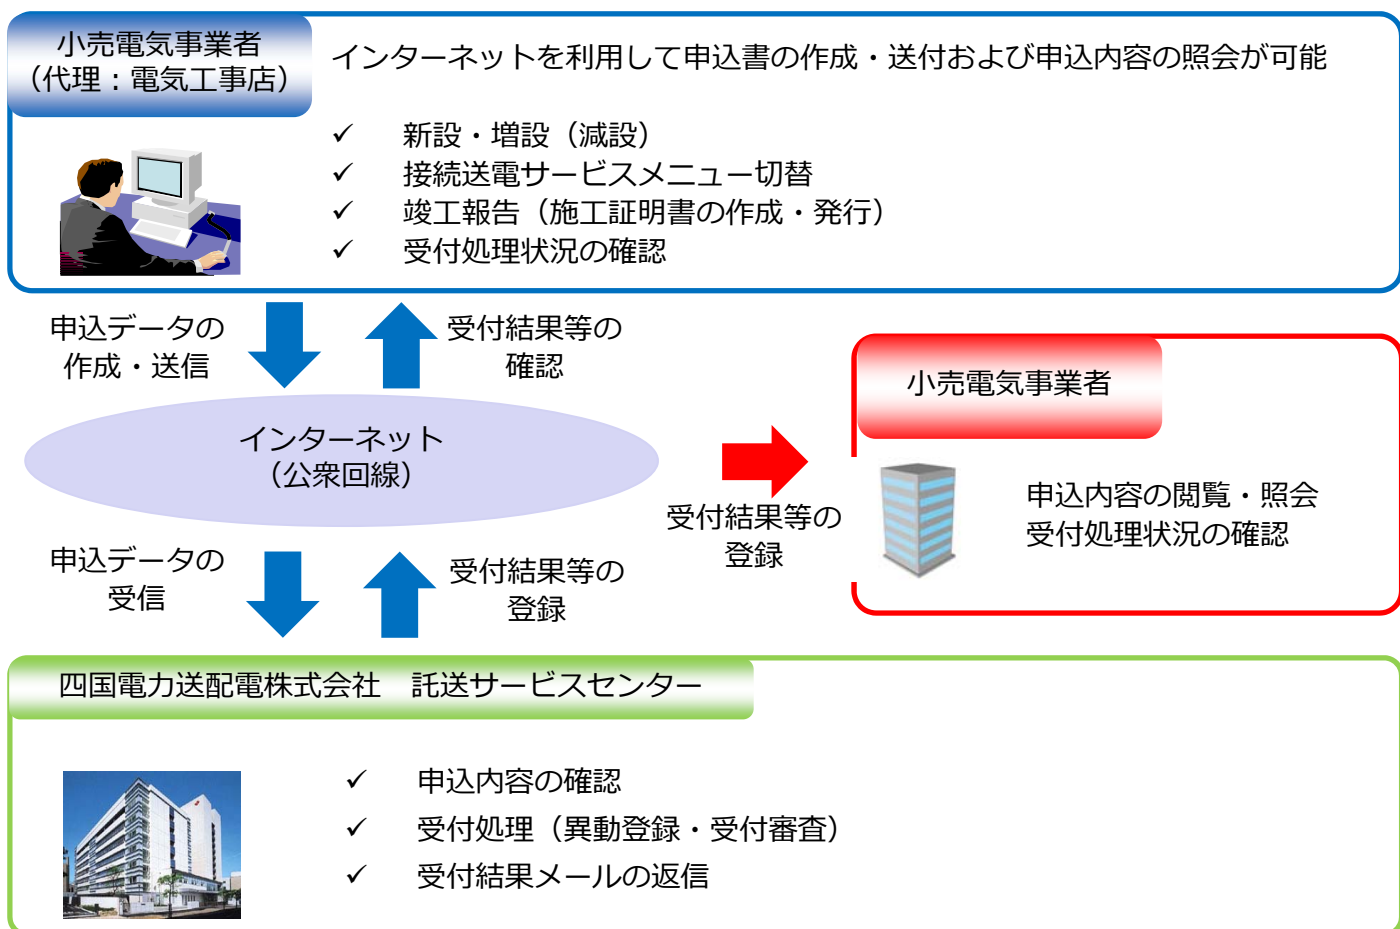 小売電気事業者
（代理：電気工事店）
インターネットを利用して申込書の作成・送付および申込内容の照会が可能
✓ 新設・増設（減設）
✓ 接続送電サービスメニュー切替
✓ 竣工報告（施工証明書の作成・発行）
✓ 受付処理状況の確認
申込データの
作成・送信
受付結果等の
確認
インターネット
（公衆回線）
受付結果等の
登録
小売電気事業者
申込内容の閲覧・照会
受付処理状況の確認
申込データの
受信
受付結果等の
登録
四国電力送配電株式会社　託送サービスセンター
✓ 申込内容の確認
✓ 受付処理（異動登録・受付審査）
✓ 受付結果メールの返信